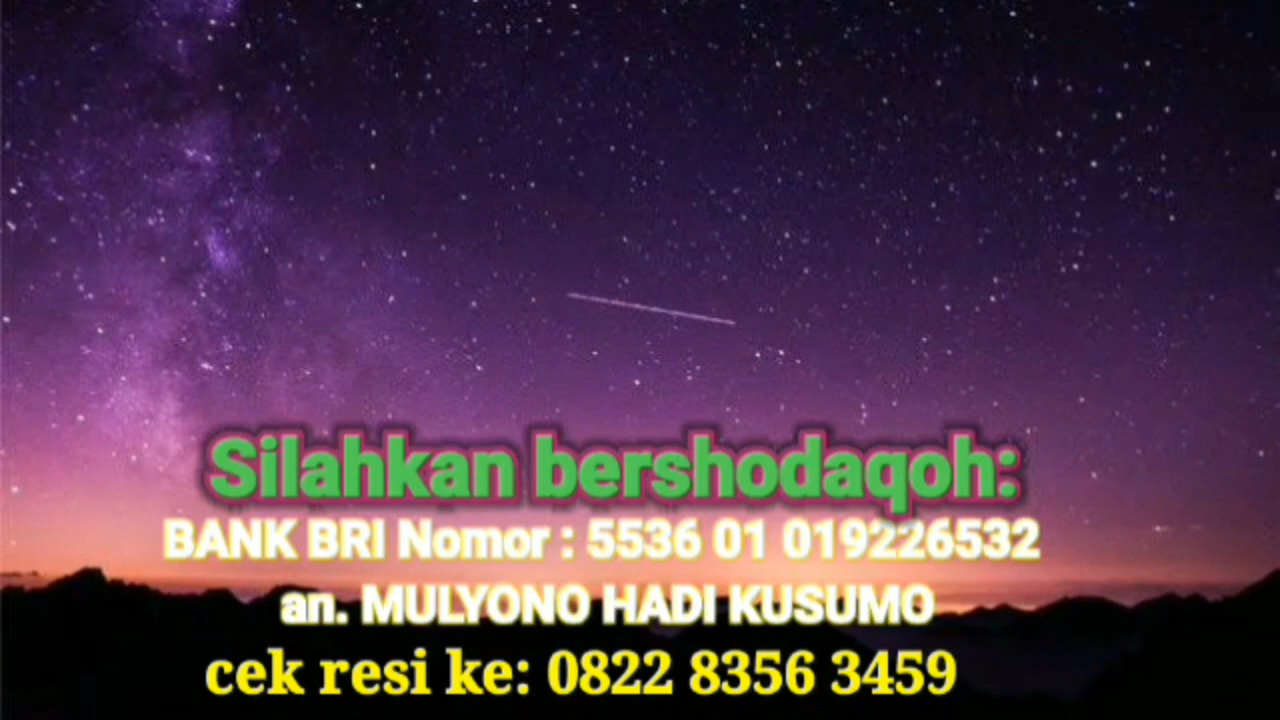 Silahkan bershodaqoh:
BANK BRI Nomor : 5536 01 019226532
an. MULYONO HADI KUSUMO
cek resi ke: 0822 8356 3459